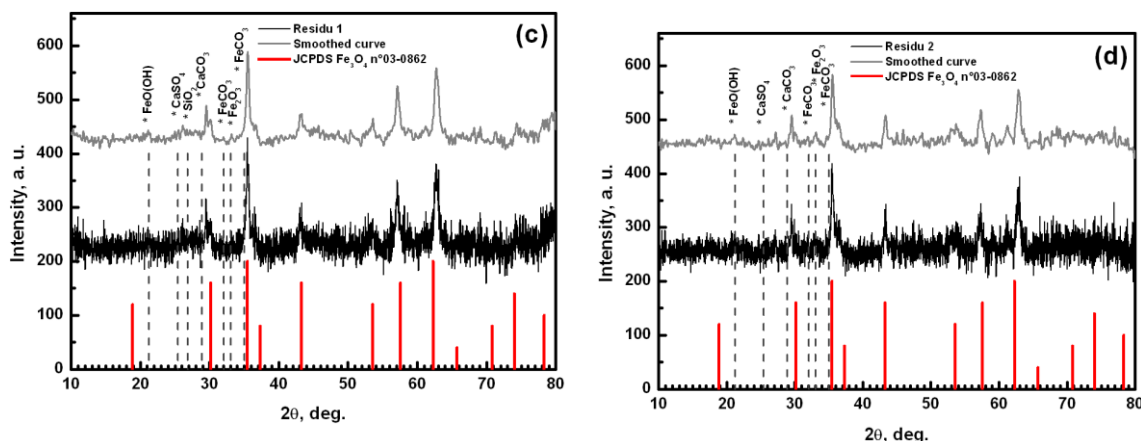 (c)
Residu 1
Smoothed curve
JCPDS Fe₃O₄ n°03-0862
* FeO(OH)
* CaSO₄
* SiO₂
* CaCO₃
* FeCO₃
* Fe₂O₃
* FeCO₃
600
500
400
300
200
100
0
Intensity, a. u.
10 20 30 40 50 60 70 80
2θ, deg.
(d)
Residu 2
Smoothed curve
JCPDS Fe₃O₄ n°03-0862
* FeO(OH)
* CaSO₄
* CaCO₃
* FeCO₃
* Fe₂O₃
* FeCO₃
600
500
400
300
200
100
0
Intensity, a. u.
10 20 30 40 50 60 70 80
2θ, deg.